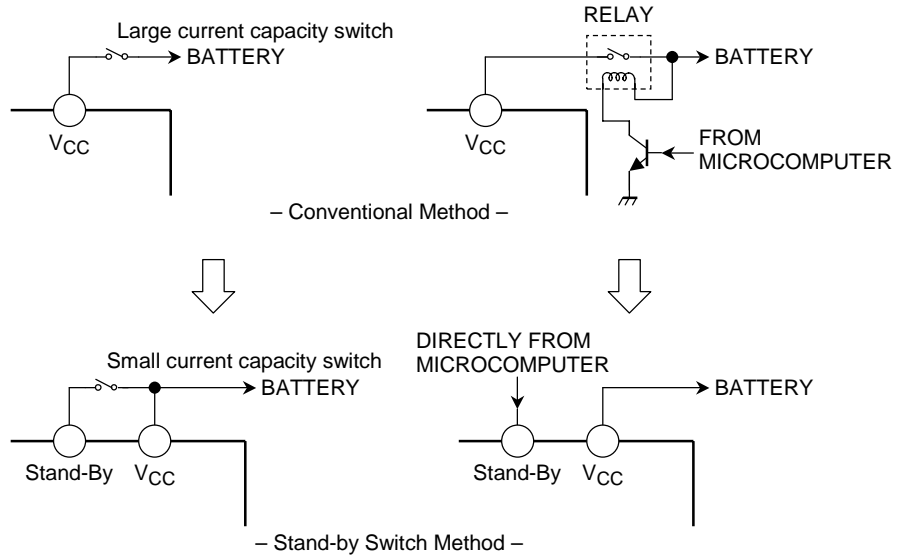 Large current capacity switch
BATTERY
VCC
RELAY
BATTERY
VCC
FROM
MICROCOMPUTER
– Conventional Method –
Small current capacity switch
BATTERY
Stand-By
VCC
DIRECTLY FROM
MICROCOMPUTER
BATTERY
Stand-By
VCC
– Stand-by Switch Method –